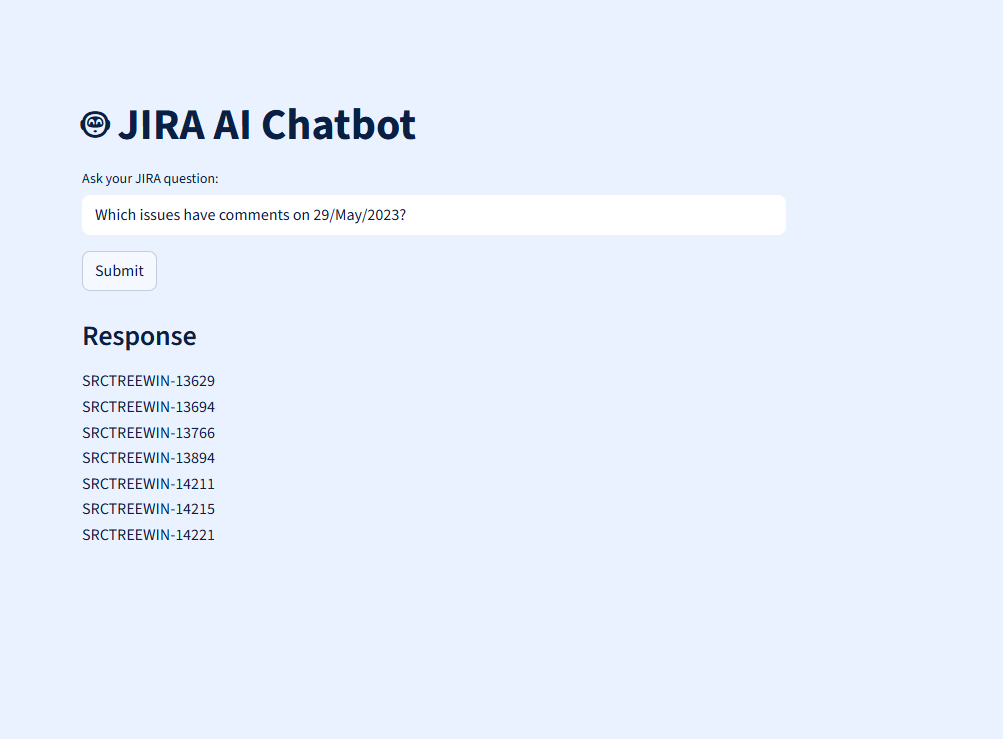 JIRA AI Chatbot
Ask your JIRA question:
Which issues have comments on 29/May/2023?
Submit
Response
SRCTREEWIN-13629
SRCTREEWIN-13694
SRCTREEWIN-13766
SRCTREEWIN-13894
SRCTREEWIN-14211
SRCTREEWIN-14215
SRCTREEWIN-14221